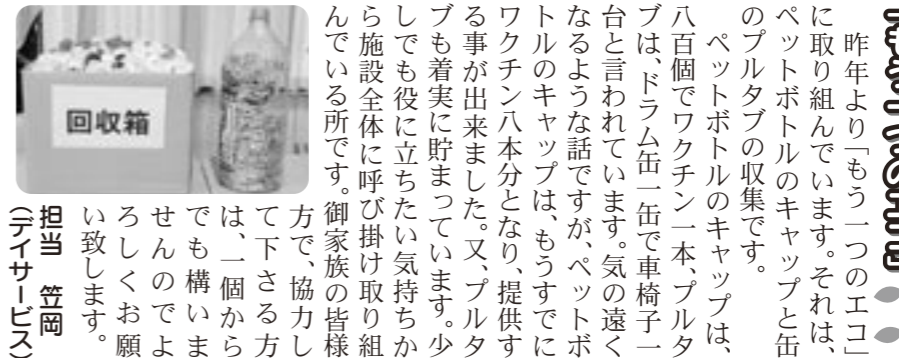 昨年より「もう一つのエコ」
に取り組んでいます。それは、
ペットボトルのキャップと缶
のプルタブの収集です。
ペットボトルのキャップは、
八百個でワクチン一本、プルタ
ブは、ドラム缶一缶で車椅子一
台と言われています。気の遠く
なるような話ですが、ペットボ
トルのキャップは、もうすでに
ワクチン八本分となり、提供す
る事が出来ました。又、プルタ
ブも着実に貯まっています。少
しでも役に立ちたい気持ちか
ら施設全体に呼び掛け取り組
んでいる所です。御家族の皆様
方で、協力し
て下さる方
は、一個から
でも構いま
せんのでよ
ろしくお願
い致します。
担当　笠岡
(デイサービス)
回収箱